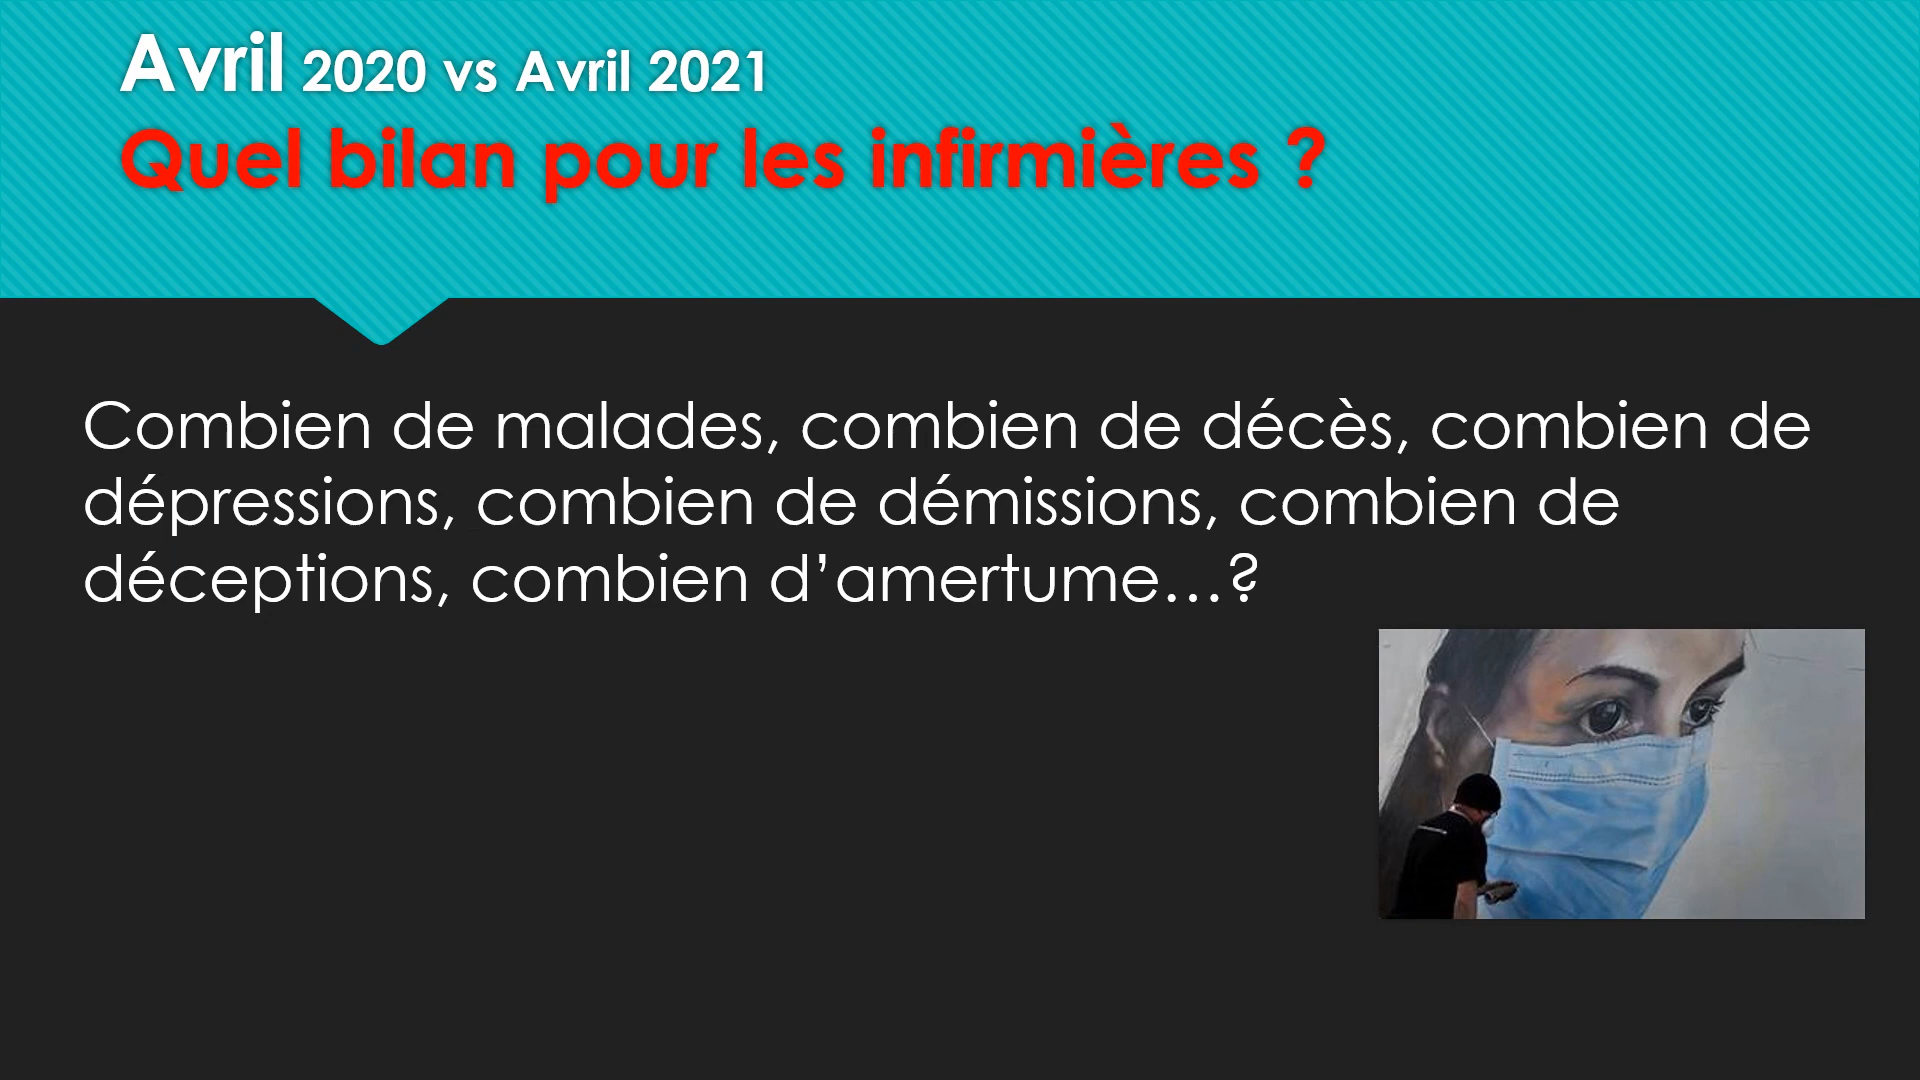 Avril 2020 vs Avril 2021
Quel bilan pour les infirmières ?
Combien de malades, combien de décès, combien de
dépressions, combien de démissions, combien de
déceptions, combien d’amertume…?